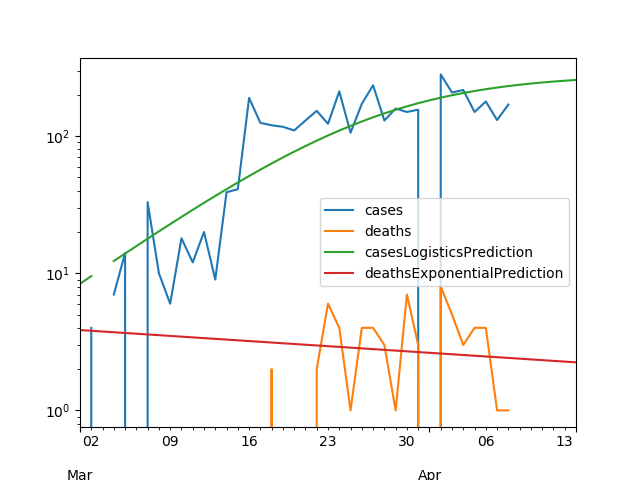 10²
10¹
10⁰
cases
deaths
casesLogisticsPrediction
deathsExponentialPrediction
02 09 16 23 30 06 13
Mar Apr